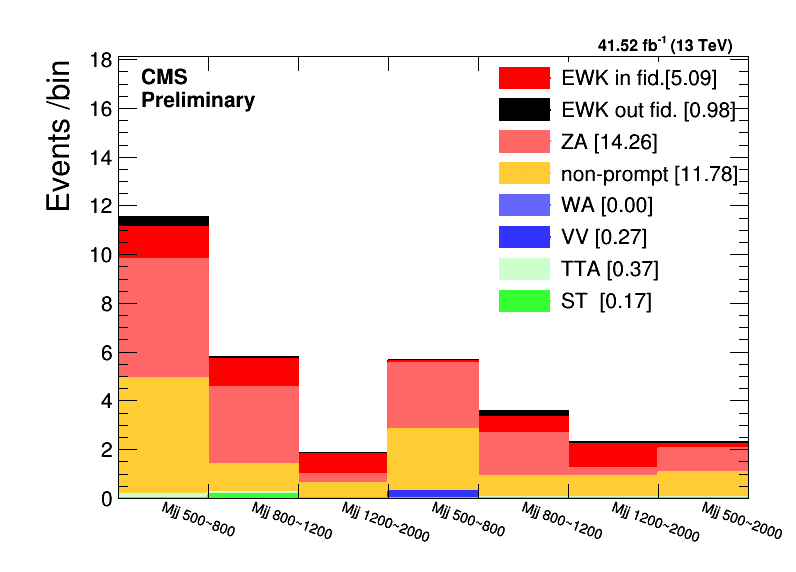 41.52 fb-1 (13 TeV)
CMS
Preliminary
Events /bin
18
16
14
12
10
8
6
4
2
0
EWK in fid.[5.09]
EWK out fid. [0.98]
ZA [14.26]
non-prompt [11.78]
WA [0.00]
VV [0.27]
TTA [0.37]
ST [0.17]
Mjj 500~800
Mjj 800~1200
Mjj 1200~2000
Mjj 500~800
Mjj 800~1200
Mjj 1200~2000
Mjj 500~2000